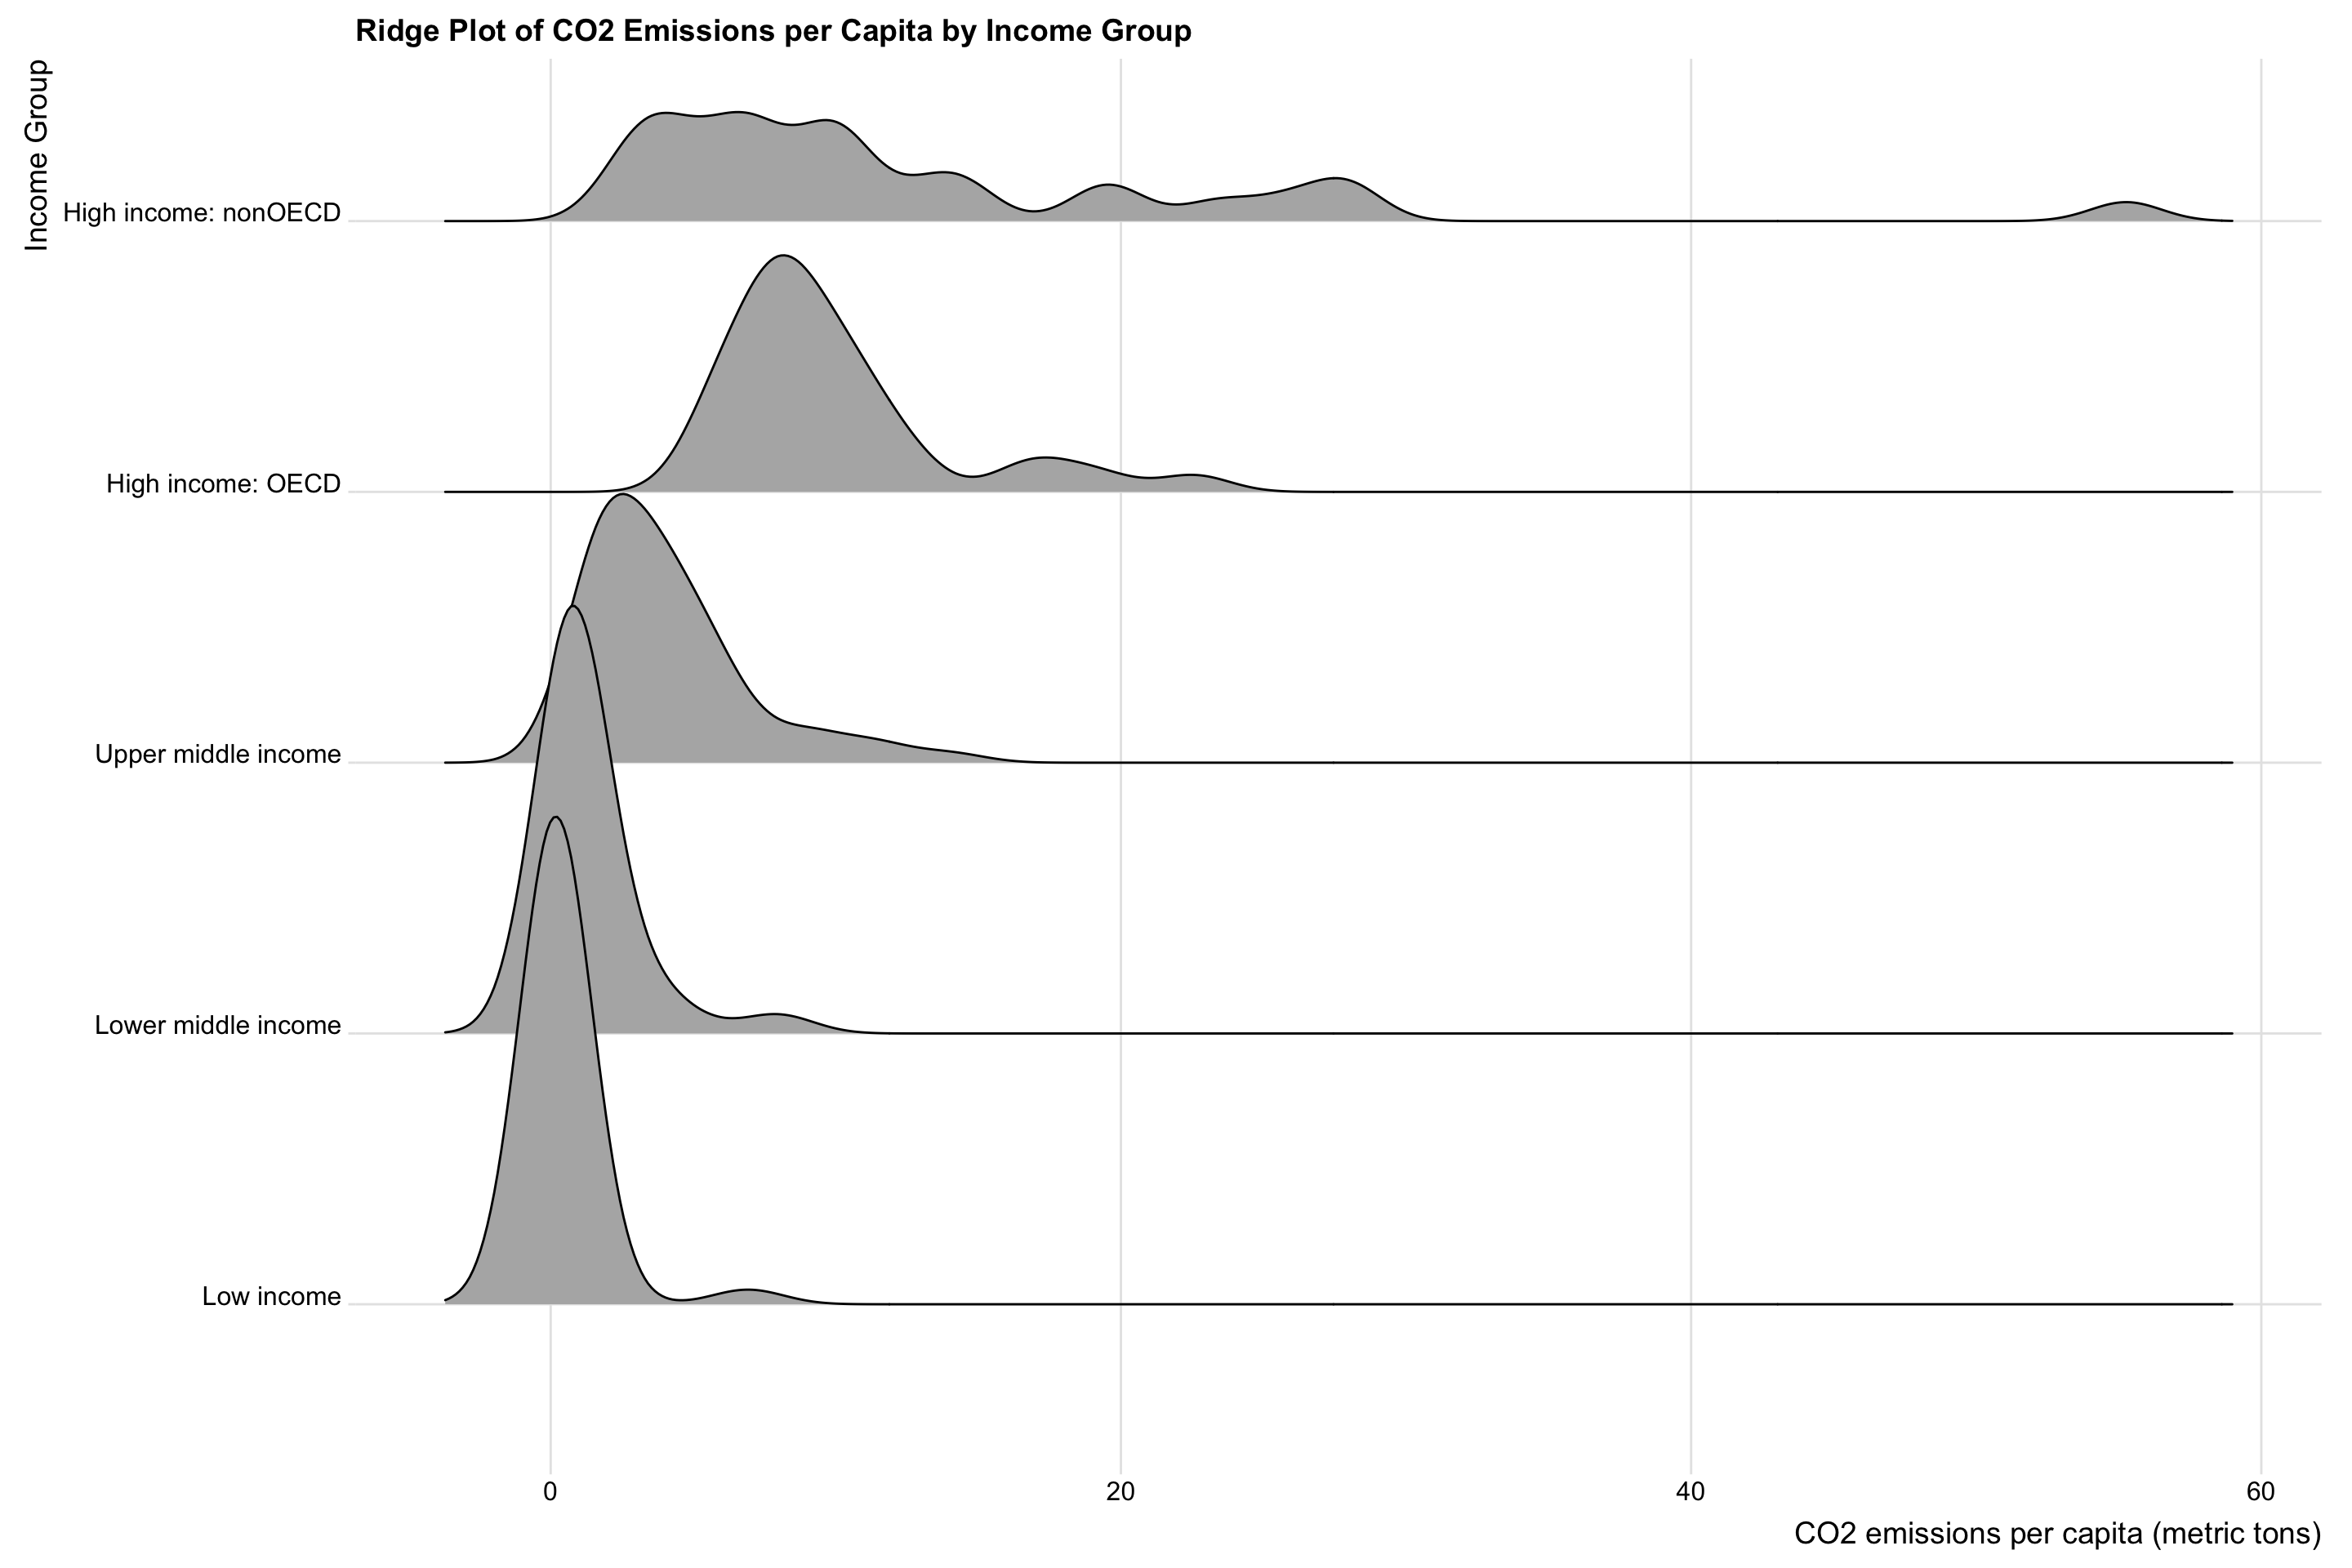 Ridge Plot of CO2 Emissions per Capita by Income Group
Income Group
High income: nonOECD
High income: OECD
Upper middle income
Lower middle income
Low income
0 20 40 60
CO2 emissions per capita (metric tons)